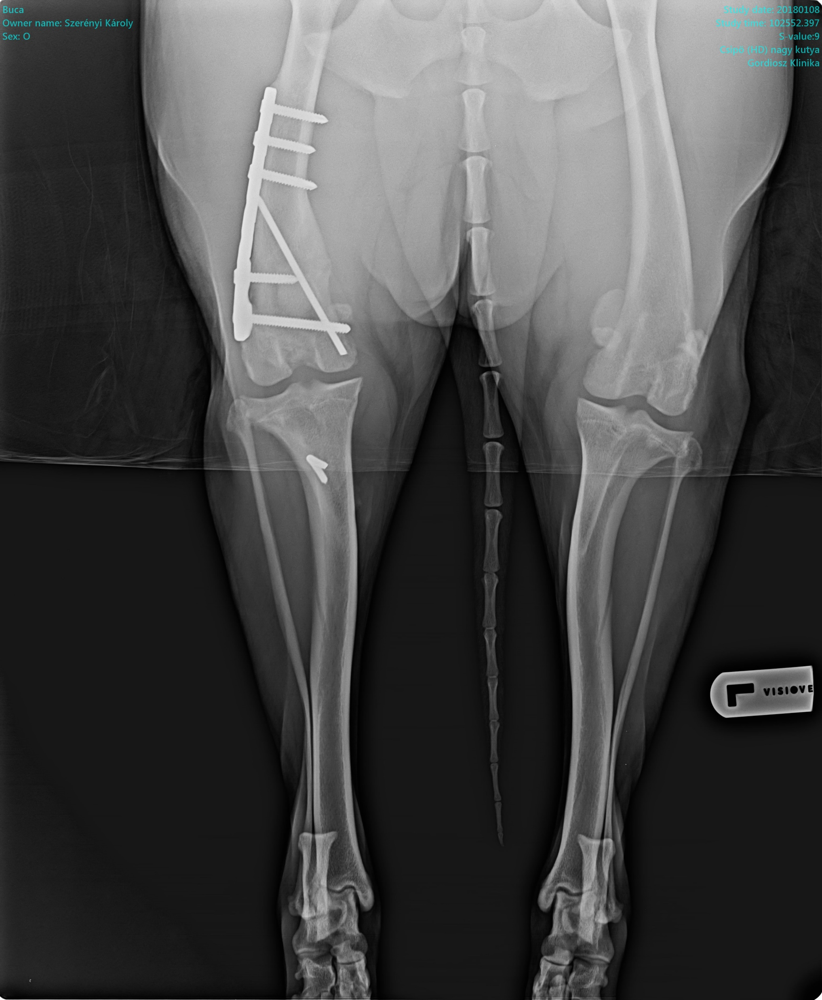 Buca
Owner name: Szerényi Károly
Sex: O
Study date: 20180108
Study time: 102552.397
S-value:9
Csípő (HD) nagy kutya
Gordiosz Klinika
L VISIOVE